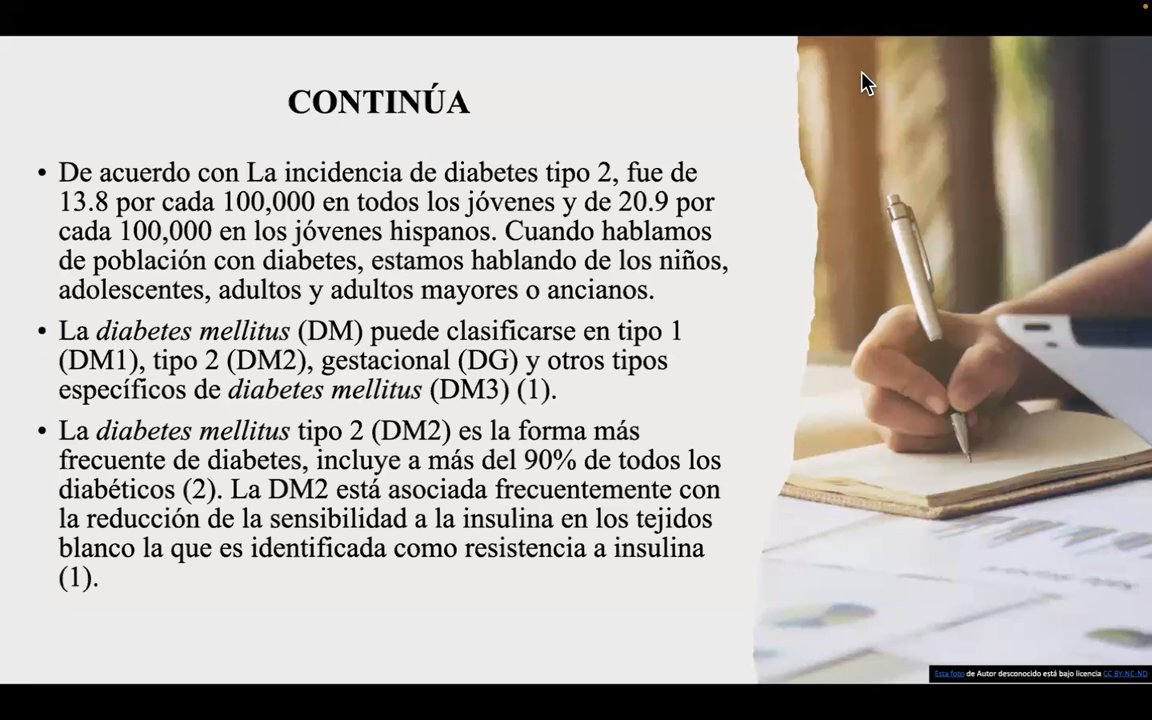 CONTINÚA
• De acuerdo con La incidencia de diabetes tipo 2, fue de
13.8 por cada 100,000 en todos los jóvenes y de 20.9 por
cada 100,000 en los jóvenes hispanos. Cuando hablamos
de población con diabetes, estamos hablando de los niños,
adolescentes, adultos y adultos mayores o ancianos.
• La diabetes mellitus (DM) puede clasificarse en tipo 1
(DM1), tipo 2 (DM2), gestacional (DG) y otros tipos
específicos de diabetes mellitus (DM3) (1).
• La diabetes mellitus tipo 2 (DM2) es la forma más
frecuente de diabetes, incluye a más del 90% de todos los
diabéticos (2). La DM2 está asociada frecuentemente con
la reducción de la sensibilidad a la insulina en los tejidos
blanco la que es identificada como resistencia a insulina
(1).
Esta foto de Autor desconocido está bajo licencia CC BY-NC-ND